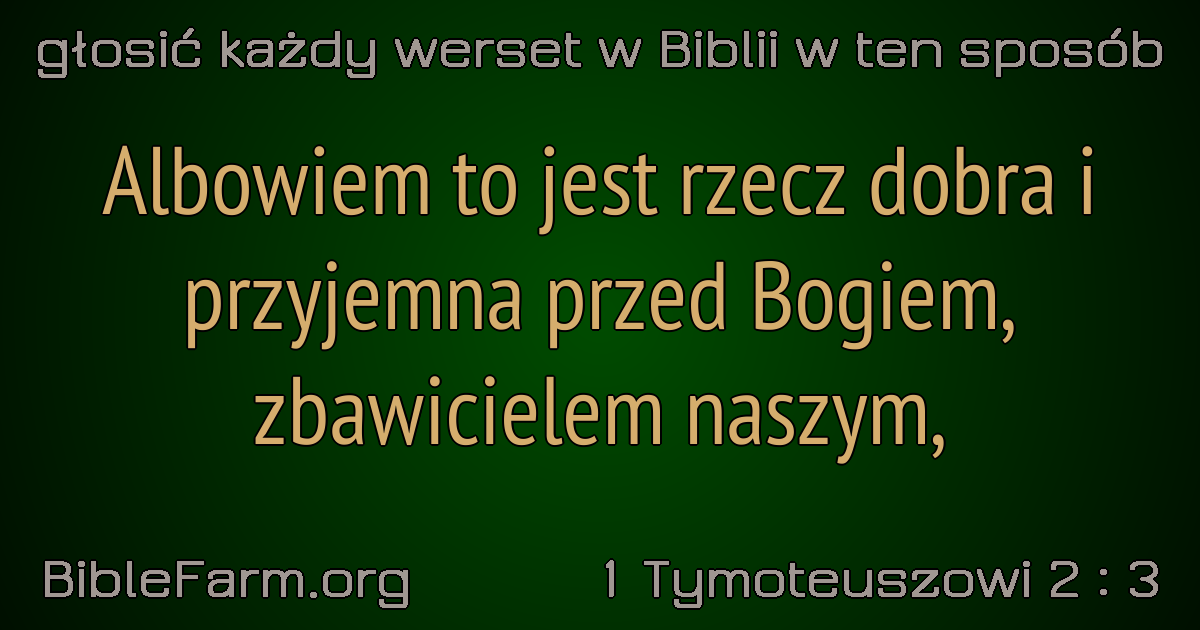 głosić każdy werset w Biblii w ten sposób
Albowiem to jest rzecz dobra i
przyjemna przed Bogiem,
zbawicielem naszym,
BibleFarm.org
1 Tymoteuszowi 2 : 3